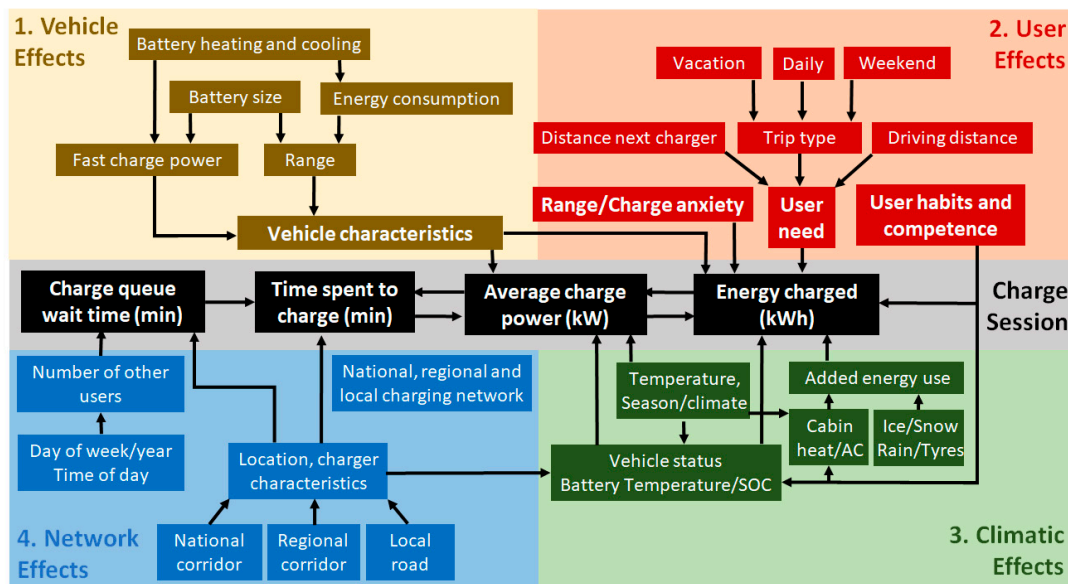 1. Vehicle
Effects
Battery heating and cooling
Battery size
Energy consumption
Fast charge power
Range
Vehicle characteristics
2. User
Effects
Vacation
Daily
Weekend
Distance next charger
Trip type
Driving distance
Range/Charge anxiety
User
need
User habits and
competence
Charge queue
wait time (min)
Time spent to
charge (min)
Average charge
power (kW)
Energy charged
(kWh)
Charge
Session
Number of other
users
National, regional and
local charging network
Day of week/year
Time of day
Location, charger
characteristics
National
corridor
Regional
corridor
Local
road
4. Network
Effects
Temperature,
Season/climate
Added energy use
Cabin
heat/AC
Ice/Snow
Rain/Tyres
Vehicle status
Battery Temperature/SOC
3. Climatic
Effects